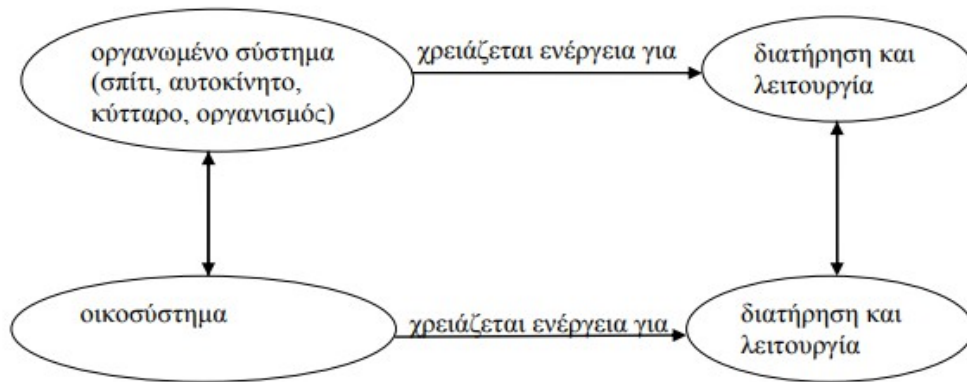 οργανωμένο σύστημα
(σπίτι, αυτοκίνητο,
κύτταρο, οργανισμός)
χρειάζεται ενέργεια για
διατήρηση και
λειτουργία
οικοσύστημα
χρειάζεται ενέργεια για
διατήρηση και
λειτουργία